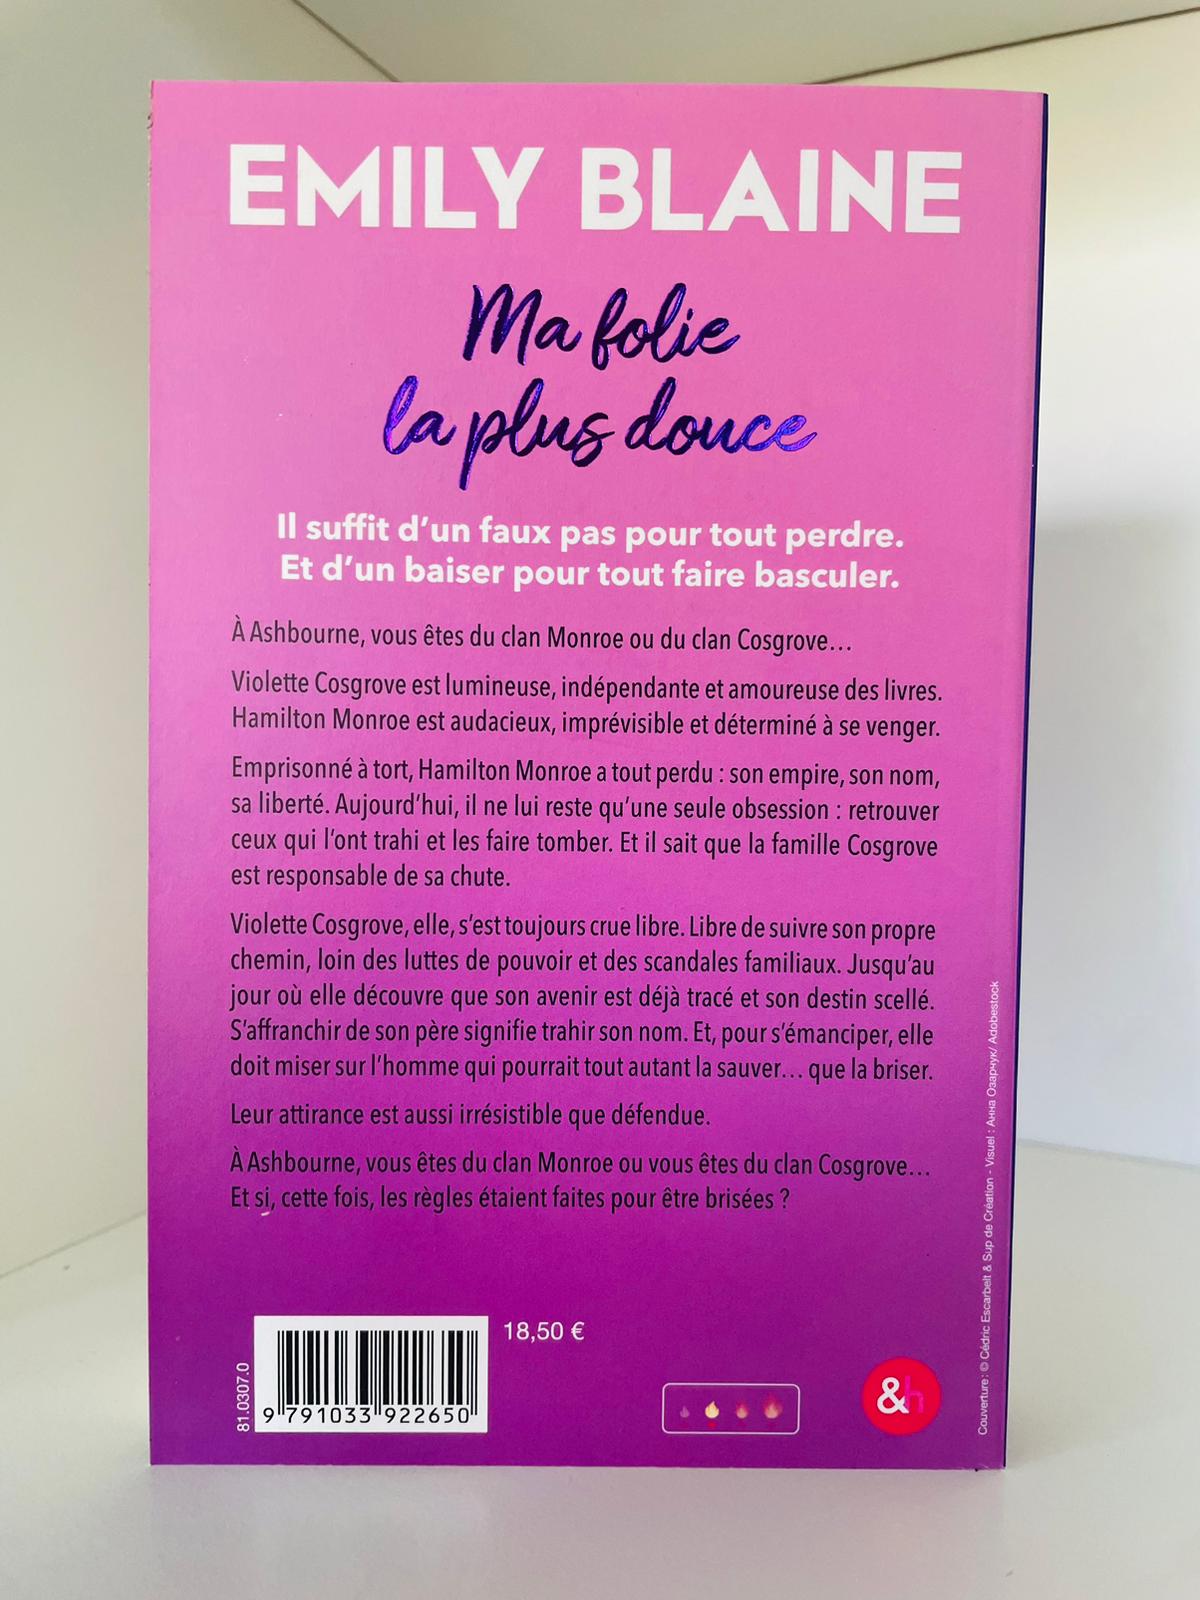 EMILY BLAINE
Ma folie
la plus douce
Il suffit d'un faux pas pour tout perdre.
Et d'un baiser pour tout faire basculer.
À Ashbourne, vous êtes du clan Monroe ou du clan Cosgrove...
Violette Cosgrove est lumineuse, indépendante et amoureuse des livres.
Hamilton Monroe est audacieux, imprévisible et déterminé à se venger.
Emprisonné à tort, Hamilton Monroe a tout perdu : son empire, son nom,
sa liberté. Aujourd'hui, il ne lui reste qu'une seule obsession : retrouver
ceux qui l'ont trahi et les faire tomber. Et il sait que la famille Cosgrove
est responsable de sa chute.
Violette Cosgrove, elle, s'est toujours crue libre. Libre de suivre son propre
chemin, loin des luttes de pouvoir et des scandales familiaux. Jusqu'au
jour où elle découvre que son avenir est déjà tracé et son destin scellé.
S'affranchir de son père signifie trahir son nom. Et, pour s'émanciper, elle
doit miser sur l'homme qui pourrait tout autant la sauver... que la briser.
Leur attirance est aussi irrésistible que défendue.
À Ashbourne, vous êtes du clan Monroe ou vous êtes du clan Cosgrove...
Et si, cette fois, les règles étaient faites pour être brisées ?
18,50 €
81.0307.0
9 791033 922650
&h
Couverture : © Cédric Escarbelt & Sup de Création - Visuel : Анна Озарчук/ Adobestock